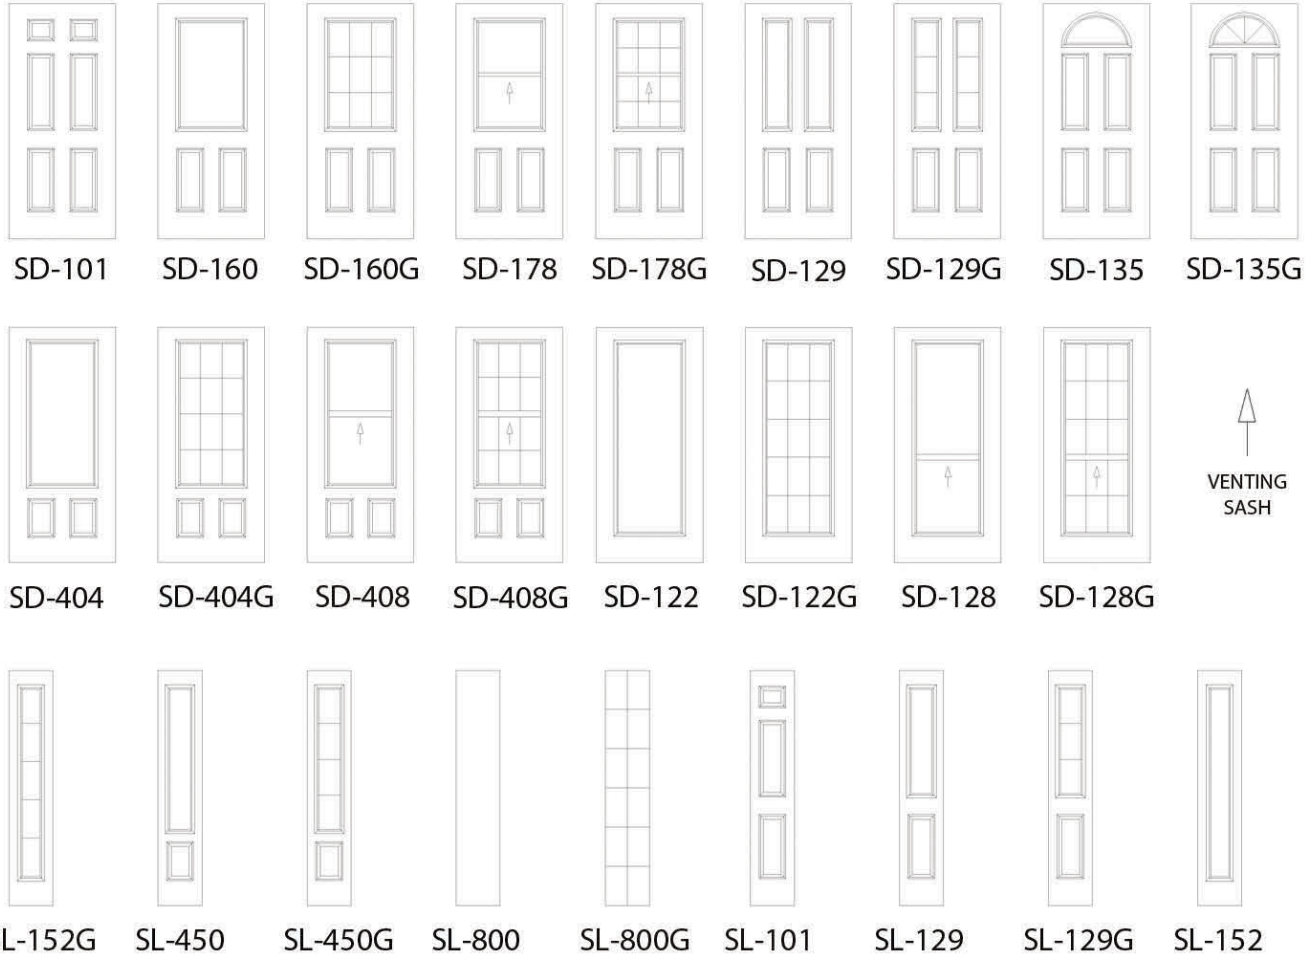 SD-101 SD-160 SD-160G SD-178 SD-178G SD-129 SD-129G SD-135 SD-135G
VENTING
SASH
SD-404 SD-404G SD-408 SD-408G SD-122 SD-122G SD-128 SD-128G
L-152G SL-450 SL-450G SL-800 SL-800G SL-101 SL-129 SL-129G SL-152